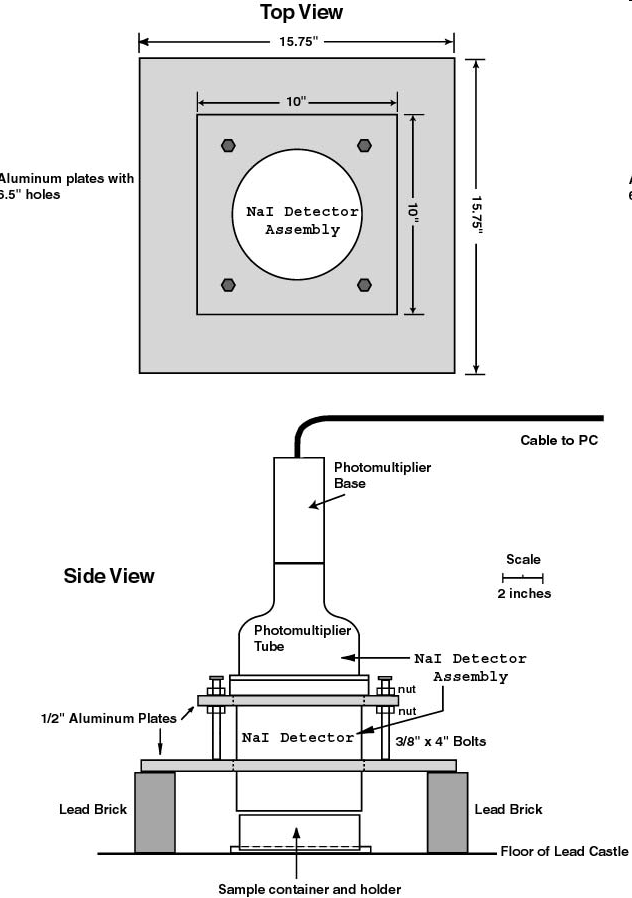 Top View
15.75"
10"
Aluminum plates with
6.5" holes
NaI Detector
Assembly
10"
15.75"
Cable to PC
Photomultiplier
Base
Side View
Scale
2 inches
Photomultiplier
Tube
NaI Detector
Assembly
nut
nut
1/2" Aluminum Plates
NaI Detector
3/8" x 4" Bolts
Lead Brick
Lead Brick
Floor of Lead Castle
Sample container and holder